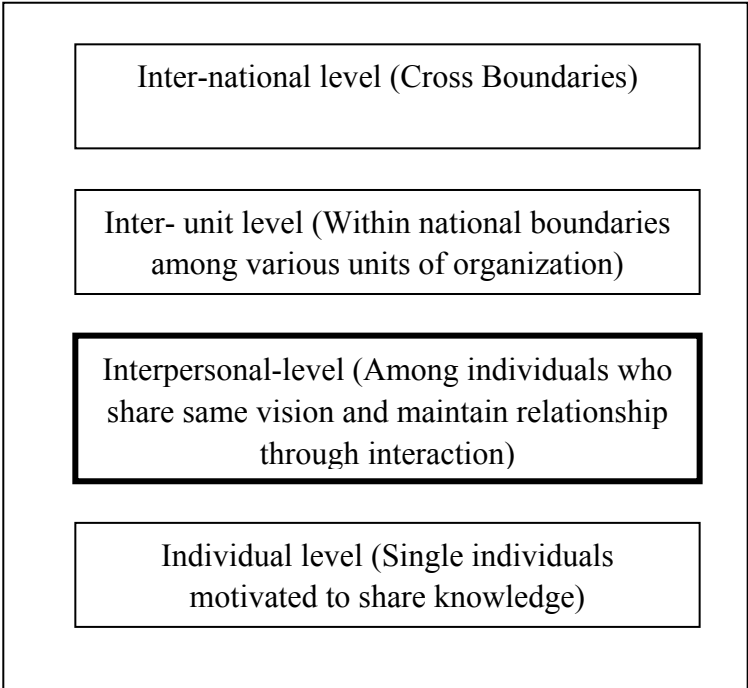 Inter-national level (Cross Boundaries)
Inter- unit level (Within national boundaries
among various units of organization)
Interpersonal-level (Among individuals who
share same vision and maintain relationship
through interaction)
Individual level (Single individuals
motivated to share knowledge)